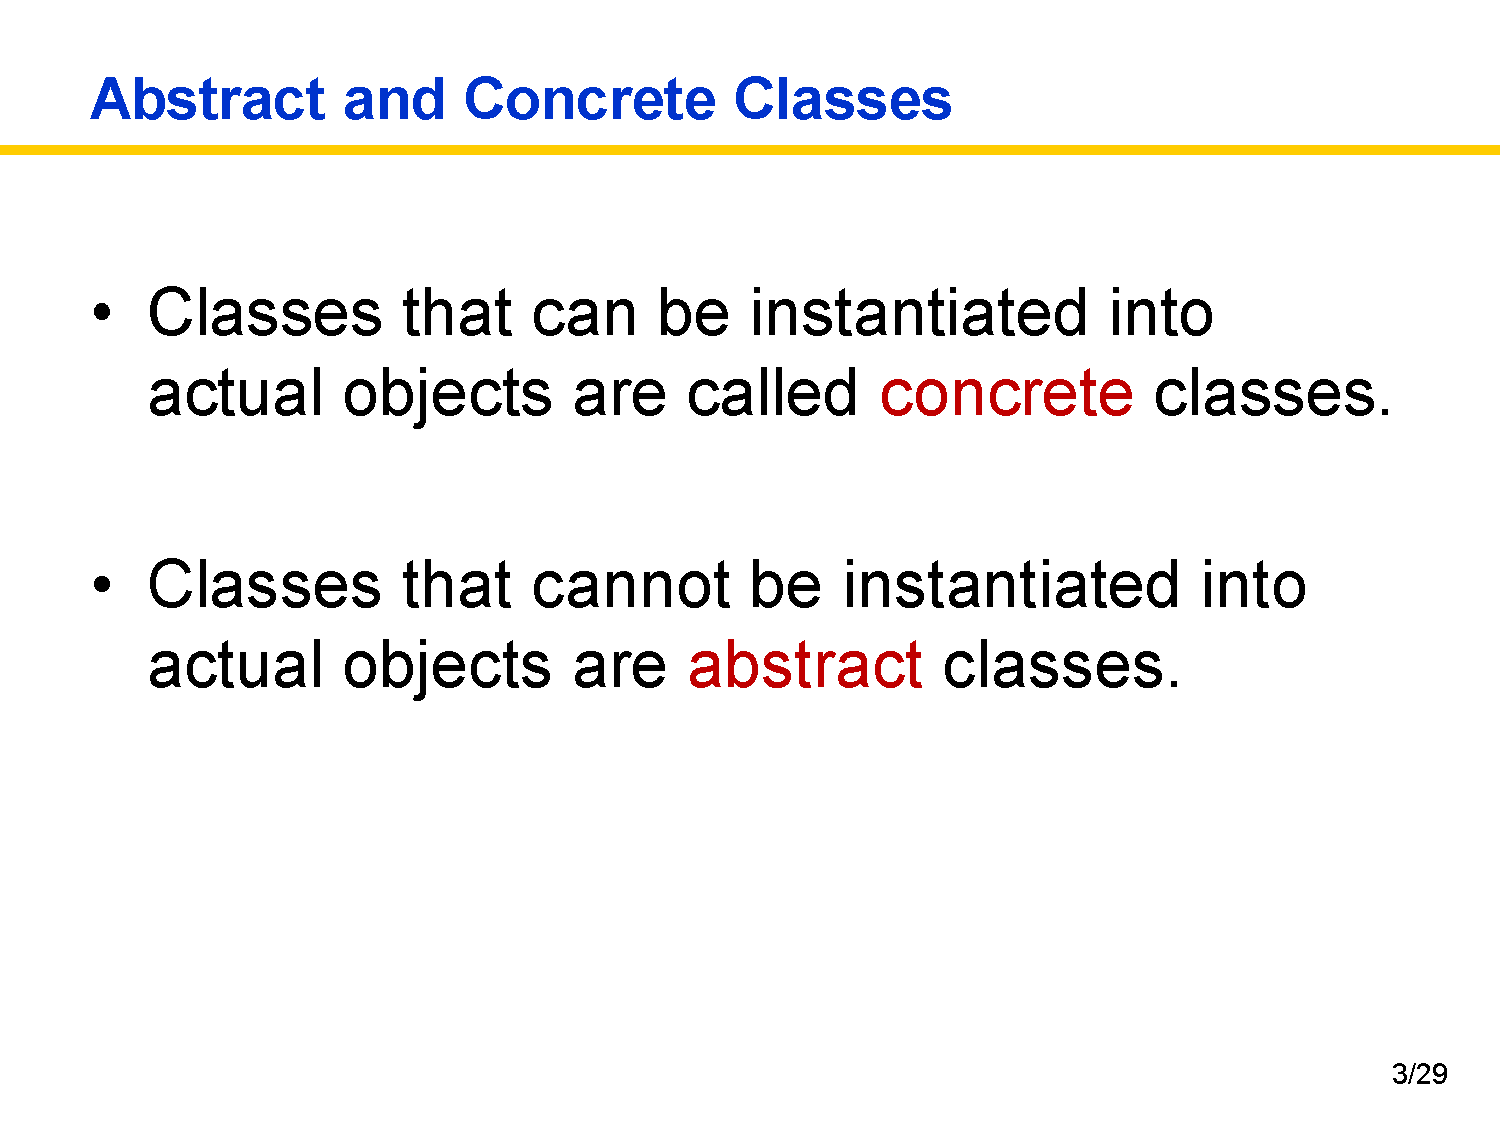 Abstract and Concrete Classes
• Classes that can be instantiated into
actual objects are called concrete classes.
• Classes that cannot be instantiated into
actual objects are abstract classes.
3/29